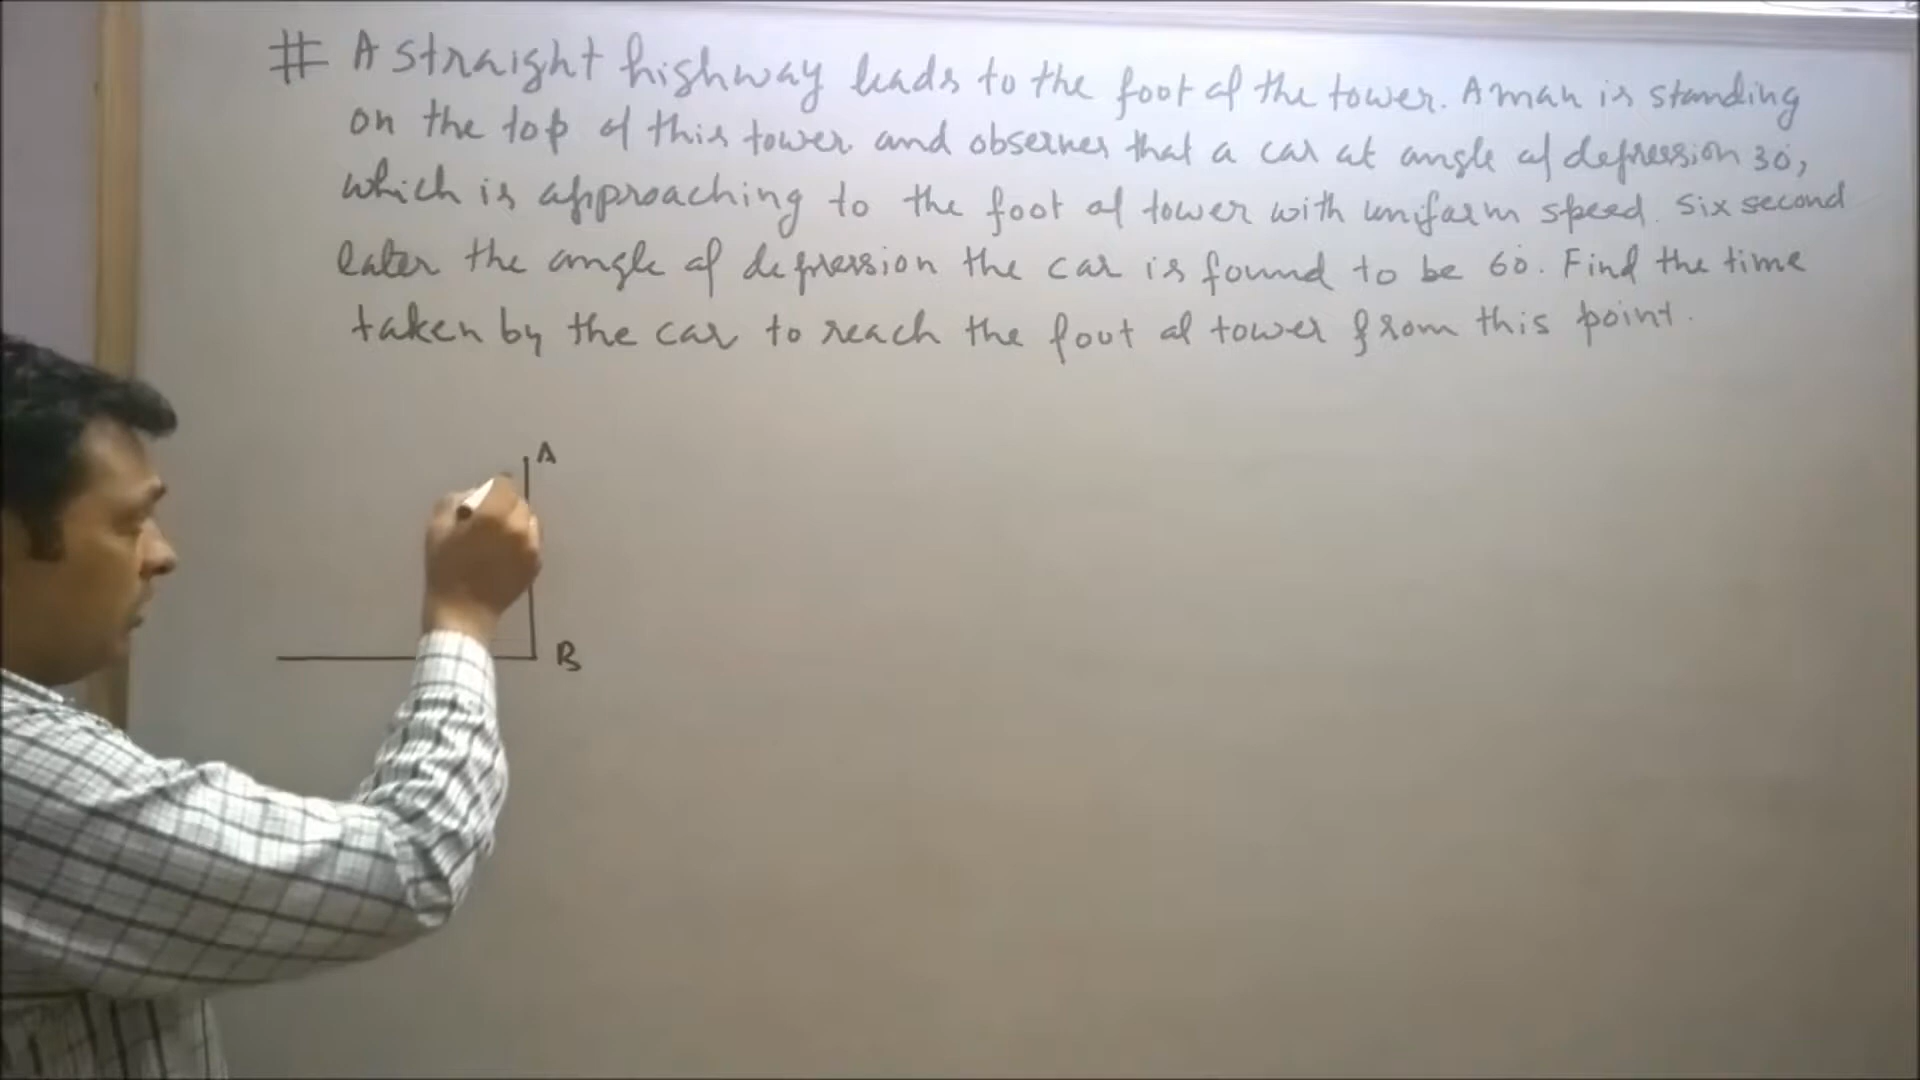 # A straight highway leads to the foot of the tower. A man is standing
on the top of this tower and observes that a car at angle of depression 30°,
which is approaching to the foot of tower with uniform speed. Six second
later the angle of depression the car is found to be 60°. Find the time
taken by the car to reach the foot of tower from this point.
A
B